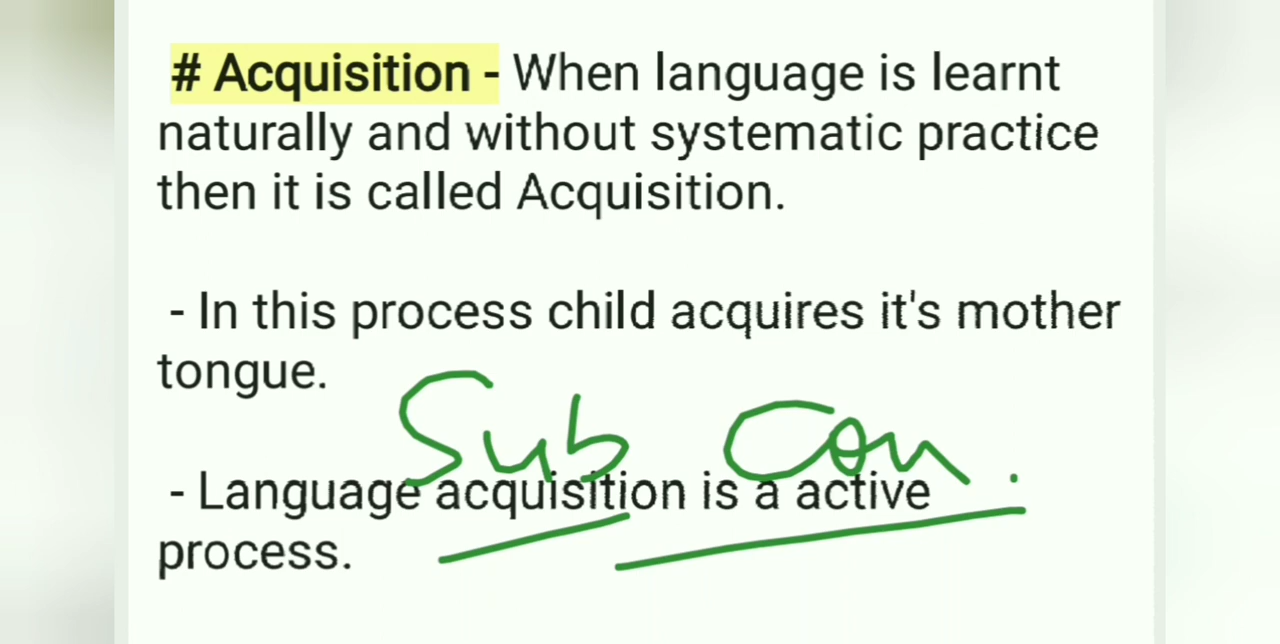 # Acquisition - When language is learnt
naturally and without systematic practice
then it is called Acquisition.
- In this process child acquires it's mother
tongue.
Sub Con.
- Language acquisition is a active
process.